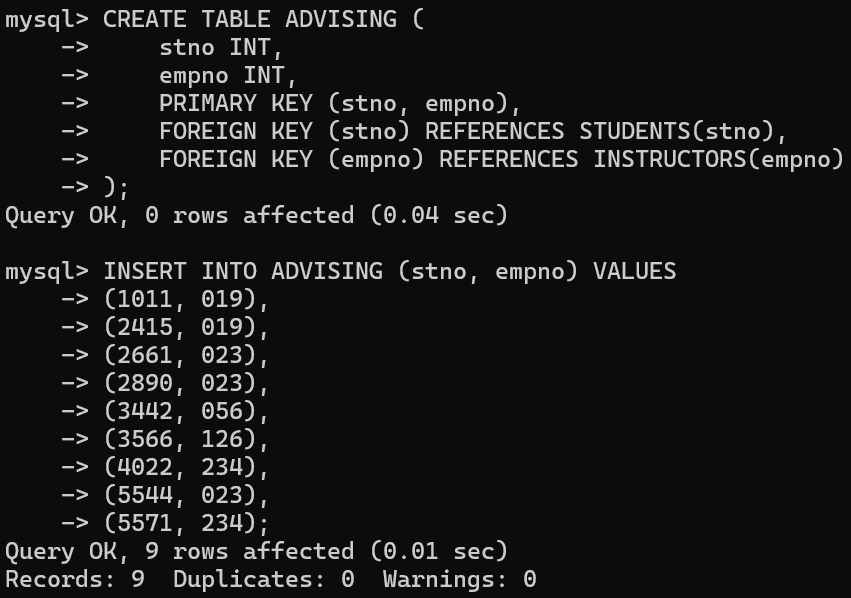 mysql> CREATE TABLE ADVISING (
    ->     stno INT,
    ->     empno INT,
    ->     PRIMARY KEY (stno, empno),
    ->     FOREIGN KEY (stno) REFERENCES STUDENTS(stno),
    ->     FOREIGN KEY (empno) REFERENCES INSTRUCTORS(empno)
    -> );
Query OK, 0 rows affected (0.04 sec)

mysql> INSERT INTO ADVISING (stno, empno) VALUES
    -> (1011, 019),
    -> (2415, 019),
    -> (2661, 023),
    -> (2890, 023),
    -> (3442, 056),
    -> (3566, 126),
    -> (4022, 234),
    -> (5544, 023),
    -> (5571, 234);
Query OK, 9 rows affected (0.01 sec)
Records: 9  Duplicates: 0  Warnings: 0